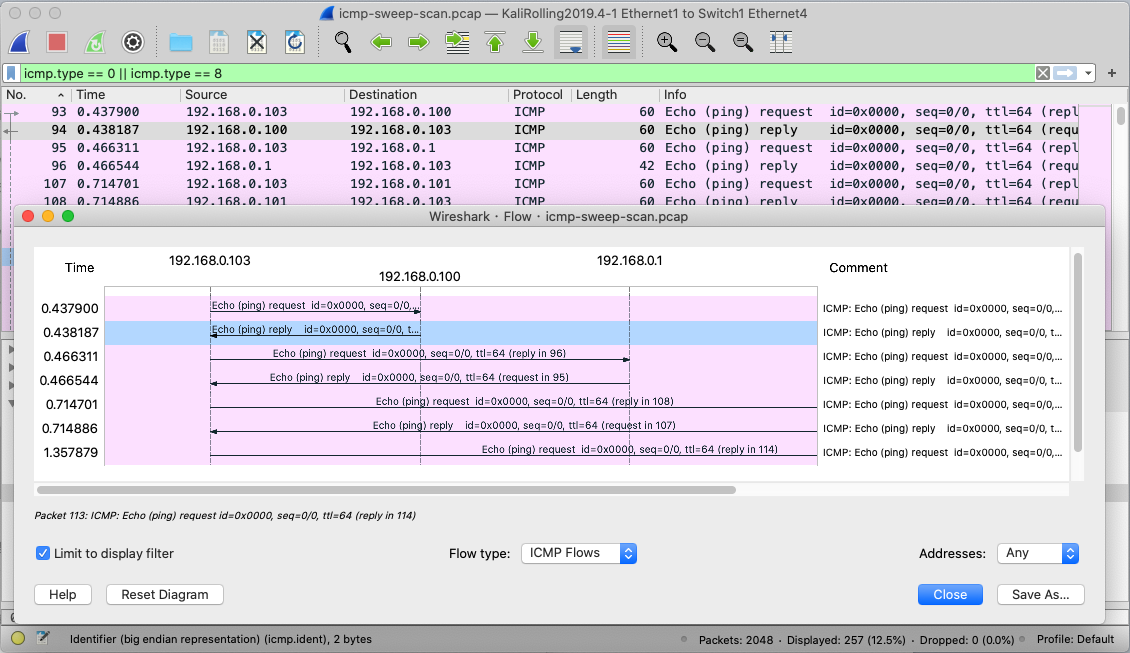 icmp-sweep-scan.pcap — KaliRolling2019.4-1 Ethernet1 to Switch1 Ethernet4
icmp.type == 0 || icmp.type == 8
No. Time Source Destination Protocol Length Info
93 0.437900 192.168.0.103 192.168.0.100 ICMP 60 Echo (ping) request id=0x0000, seq=0/0, ttl=64 (repl
94 0.438187 192.168.0.100 192.168.0.103 ICMP 60 Echo (ping) reply id=0x0000, seq=0/0, ttl=64 (requ
95 0.466311 192.168.0.103 192.168.0.1 ICMP 60 Echo (ping) request id=0x0000, seq=0/0, ttl=64 (repl
96 0.466544 192.168.0.1 192.168.0.103 ICMP 42 Echo (ping) reply id=0x0000, seq=0/0, ttl=64 (requ
107 0.714701 192.168.0.103 192.168.0.101 ICMP 60 Echo (ping) request id=0x0000, seq=0/0, ttl=64 (repl
108 0.714886 192.168.0.101 192.168.0.103 ICMP 60 Echo (ping) reply id=0x0000, seq=0/0, ttl=64 (requ
Wireshark · Flow · icmp-sweep-scan.pcap
Time 192.168.0.103 192.168.0.100 192.168.0.1 Comment
0.437900 Echo (ping) request id=0x0000, seq=0/0,... ICMP: Echo (ping) request id=0x0000, seq=0/0,...
0.438187 Echo (ping) reply id=0x0000, seq=0/0, t... ICMP: Echo (ping) reply id=0x0000, seq=0/0, t...
0.466311 Echo (ping) request id=0x0000, seq=0/0, ttl=64 (reply in 96) ICMP: Echo (ping) request id=0x0000, seq=0/0,...
0.466544 Echo (ping) reply id=0x0000, seq=0/0, ttl=64 (request in 95) ICMP: Echo (ping) reply id=0x0000, seq=0/0, t...
0.714701 Echo (ping) request id=0x0000, seq=0/0, ttl=64 (reply in 108) ICMP: Echo (ping) request id=0x0000, seq=0/0,...
0.714886 Echo (ping) reply id=0x0000, seq=0/0, ttl=64 (request in 107) ICMP: Echo (ping) reply id=0x0000, seq=0/0, t...
1.357879 Echo (ping) request id=0x0000, seq=0/0, ttl=64 (reply in 114) ICMP: Echo (ping) request id=0x0000, seq=0/0,...
Packet 113: ICMP: Echo (ping) request id=0x0000, seq=0/0, ttl=64 (reply in 114)
Limit to display filter Flow type: ICMP Flows Addresses: Any
Help Reset Diagram Close Save As...
Identifier (big endian representation) (icmp.ident), 2 bytes Packets: 2048 · Displayed: 257 (12.5%) · Dropped: 0 (0.0%) Profile: Default